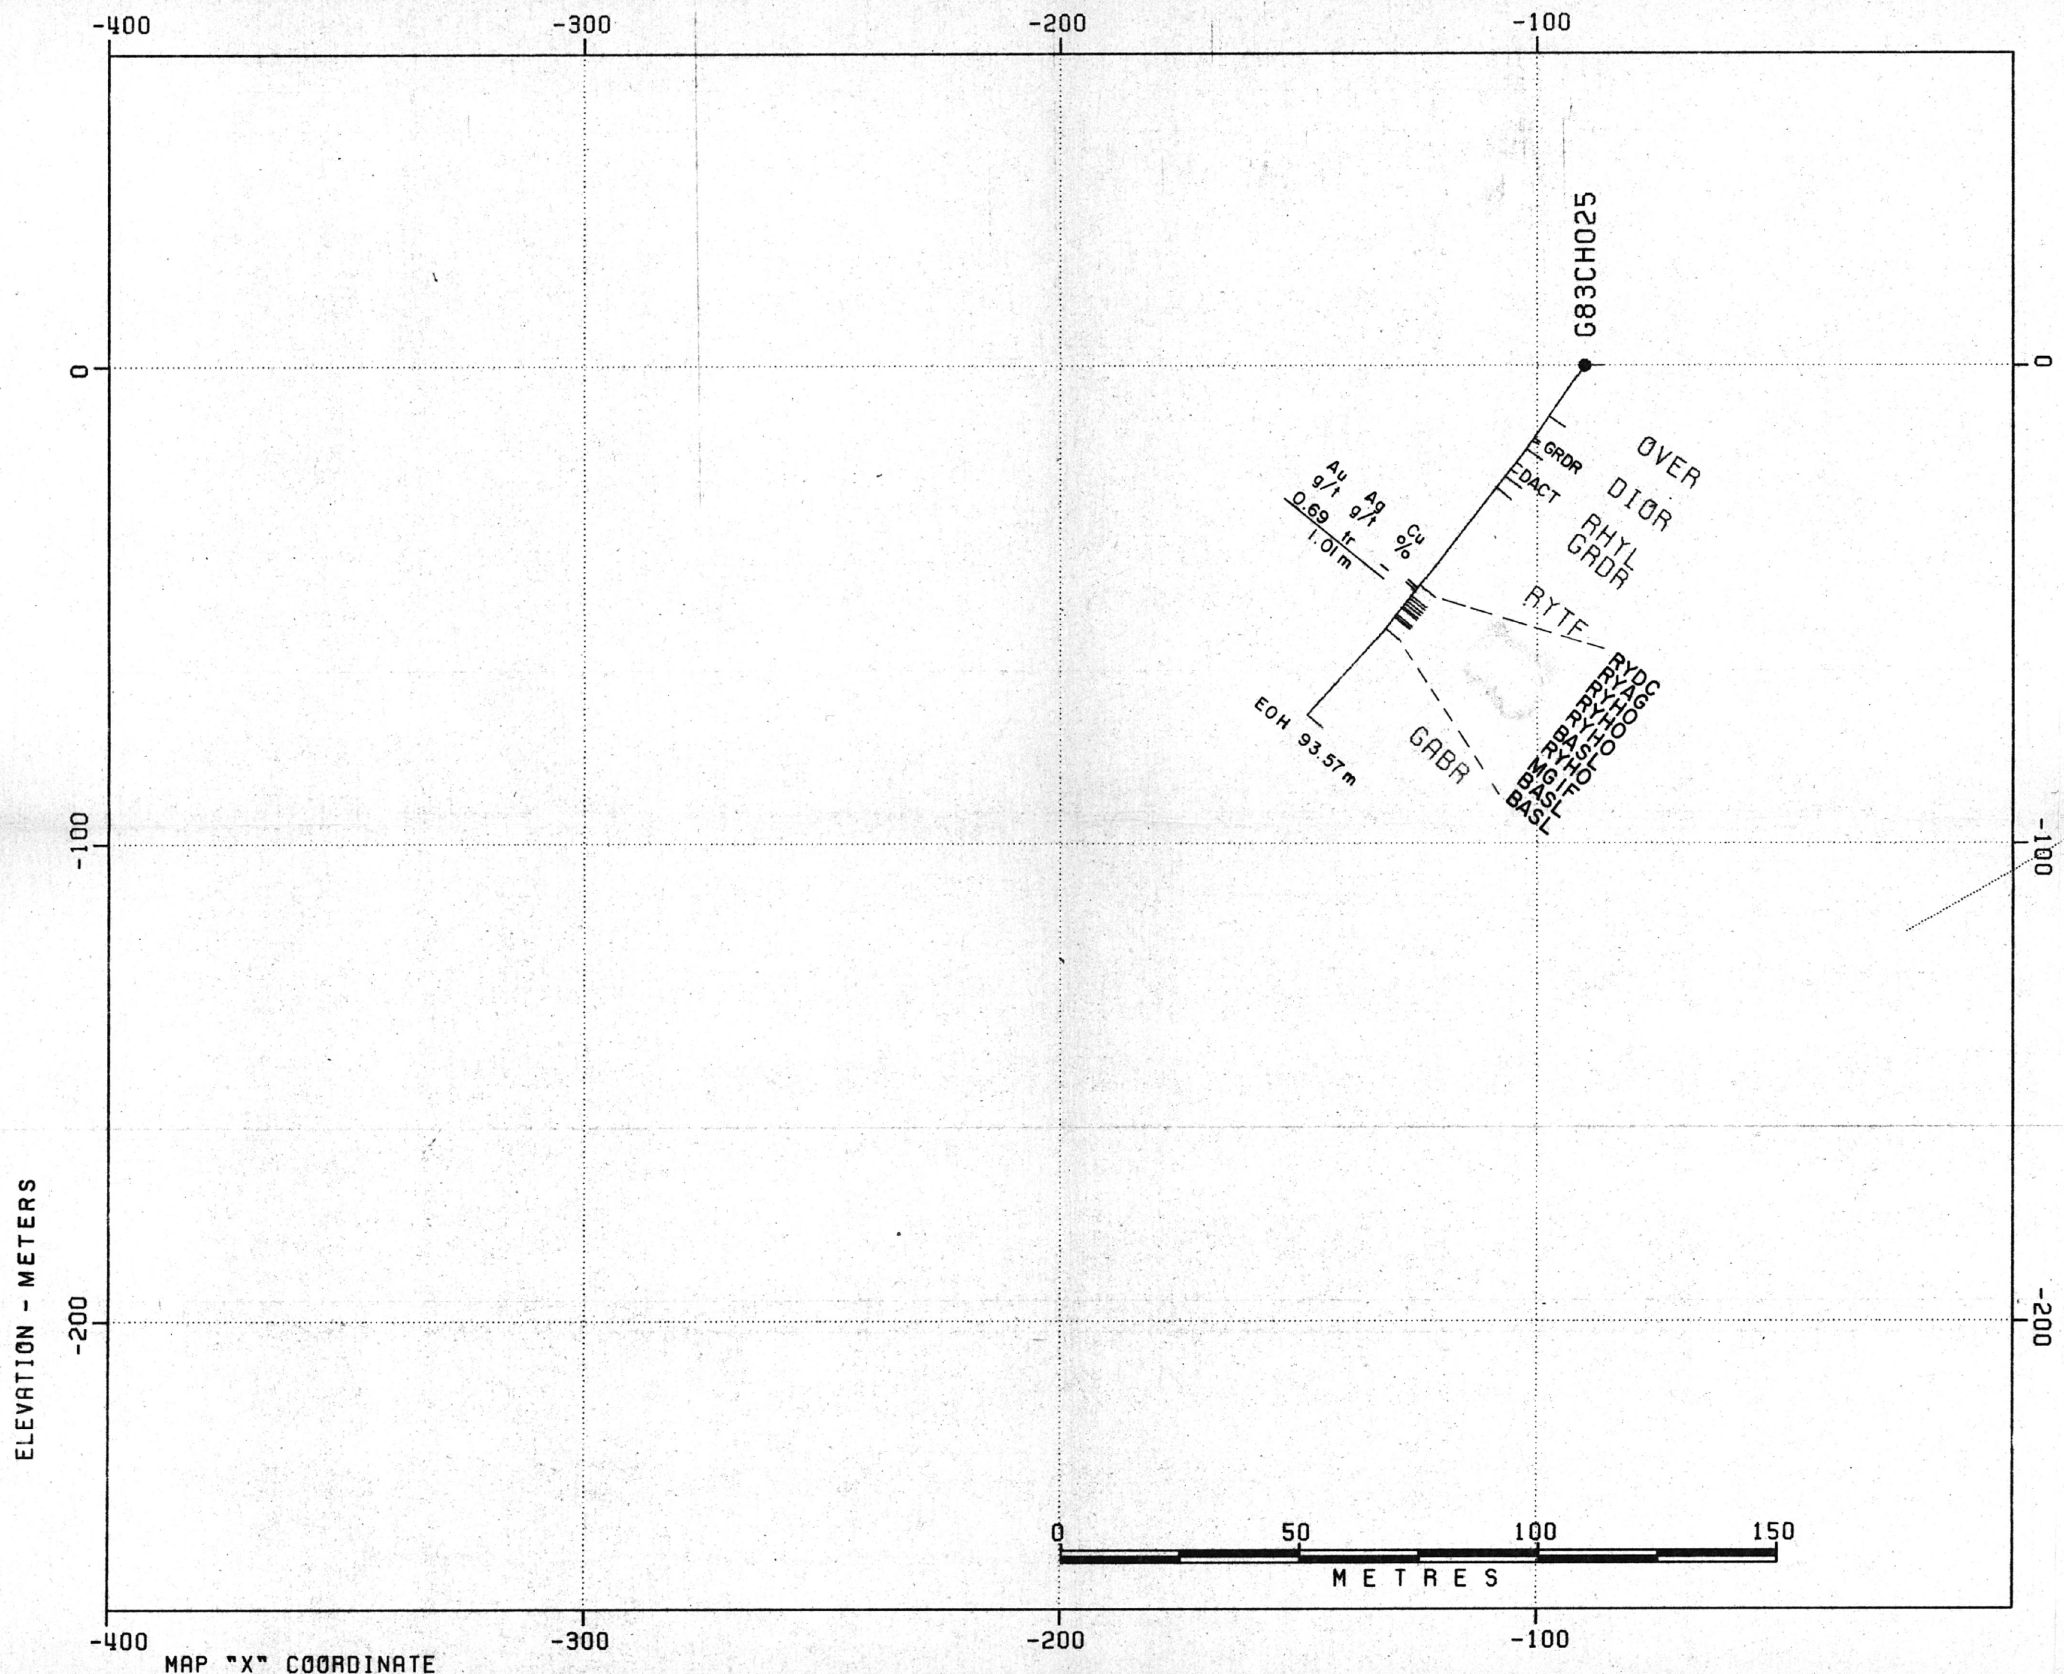 -400 -300 -200 -100
G83CH025
0 0
OVER
GRDR
DIOR
DACT
RHYL
GRDR
Au Ag Cu
g/t g/t %
0.69 tr -
1.01 m
RYTF
RYDC
RYAG
RYHO
RYHO
RYHO
BASL
RYHO
MGIF
BASL
BASL
GABR
EOH 93.57 m
-100 -100
-200 -200
ELEVATION - METERS
0 50 100 150
METRES
-400 -300 -200 -100
MAP "X" COORDINATE